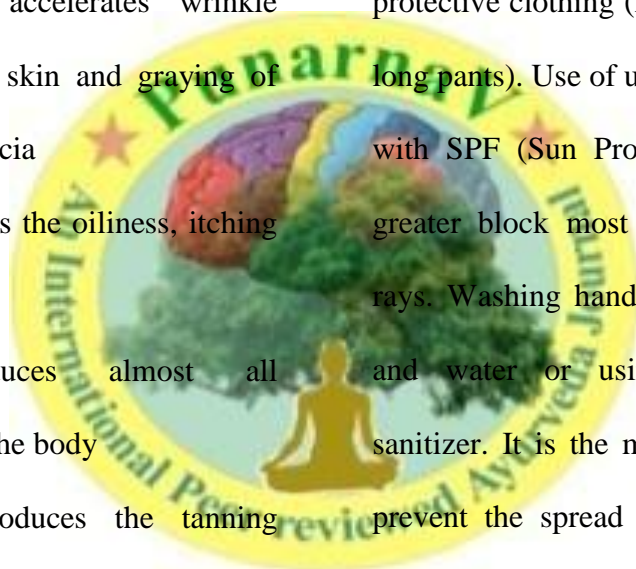 accelerates wrinkle
skin and graying of
cia
s the oiliness, itching
uces almost all
he body
oduces the tanning
protective clothing (
long pants). Use of u
with SPF (Sun Pro
greater block most
rays. Washing hand
and water or usi
sanitizer. It is the m
prevent the spread
PunarnaV
An International Peer reviewed Ayurveda Journal